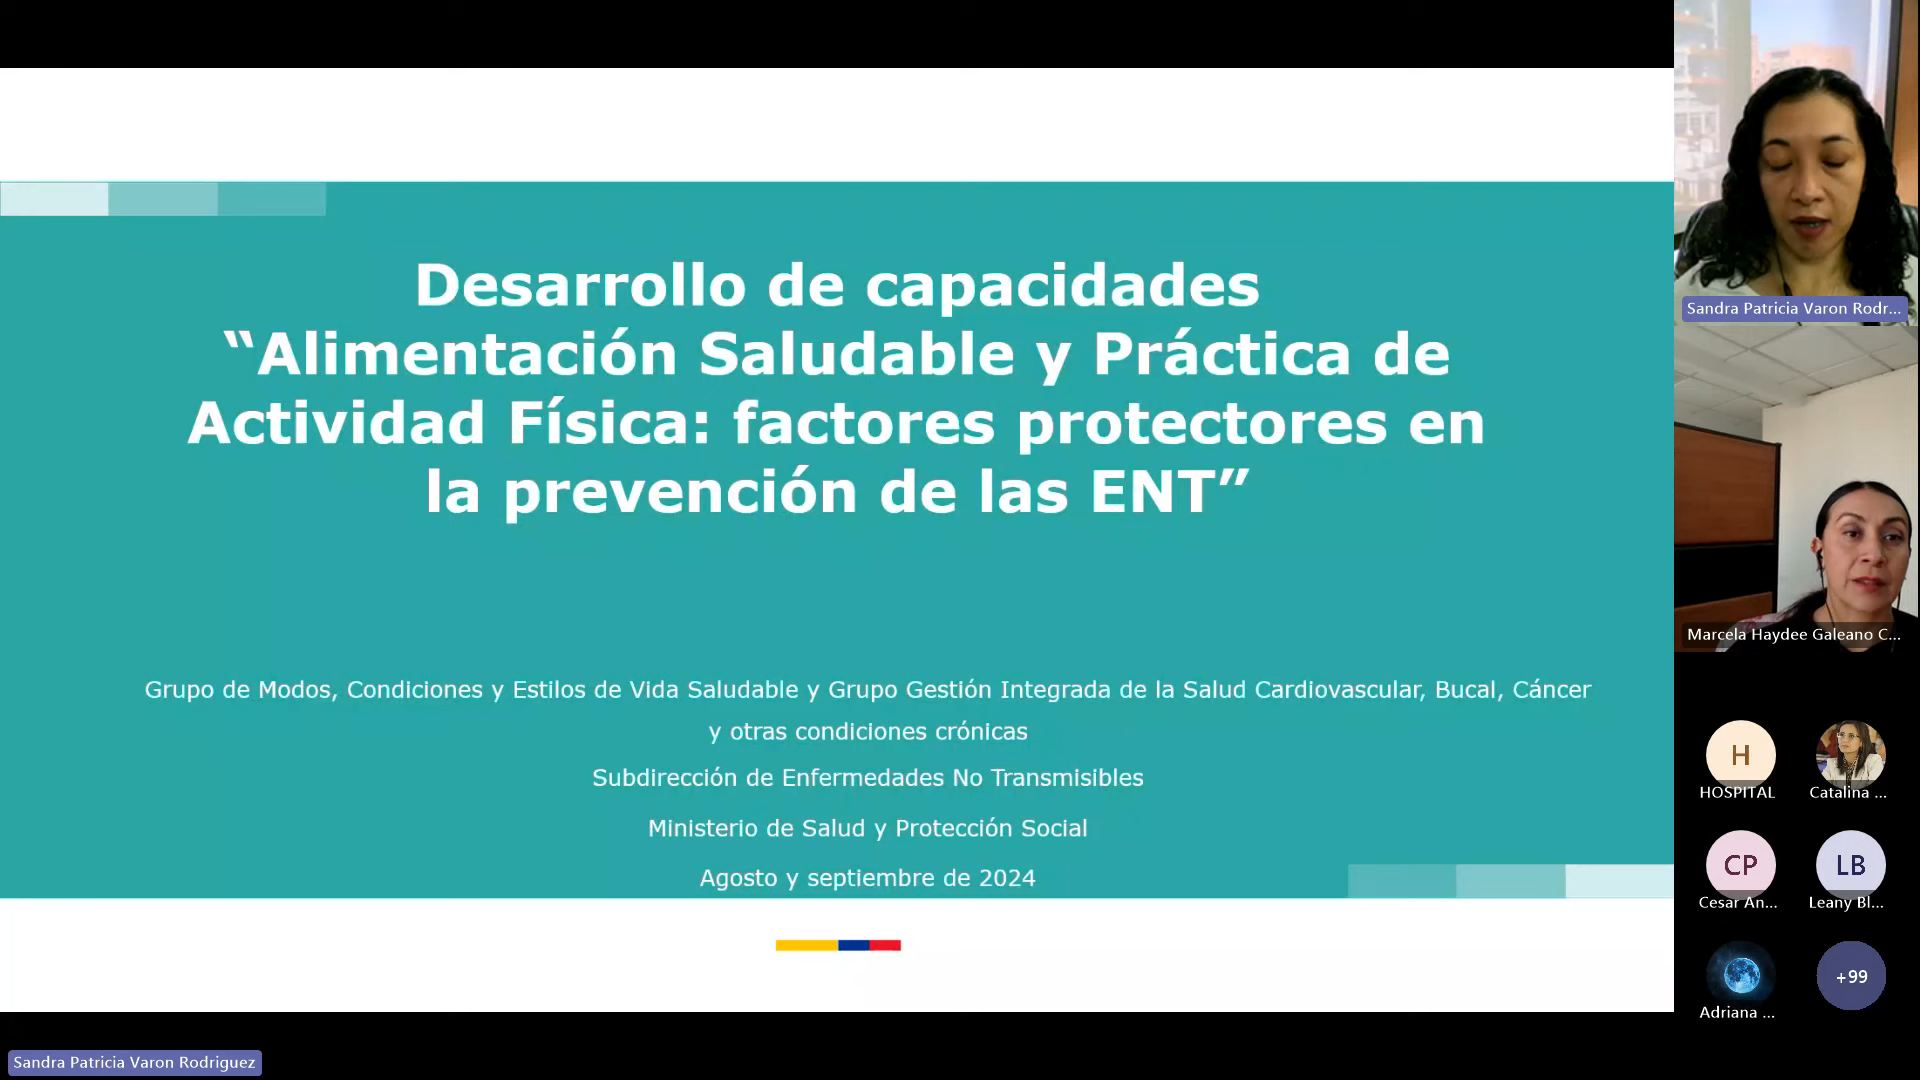 Desarrollo de capacidades
“Alimentación Saludable y Práctica de
Actividad Física: factores protectores en
la prevención de las ENT”
Grupo de Modos, Condiciones y Estilos de Vida Saludable y Grupo Gestión Integrada de la Salud Cardiovascular, Bucal, Cáncer
y otras condiciones crónicas
Subdirección de Enfermedades No Transmisibles
Ministerio de Salud y Protección Social
Agosto y septiembre de 2024
Sandra Patricia Varon Rodriguez
Sandra Patricia Varon Rodr...
Marcela Haydee Galeano C...
H
HOSPITAL
Catalina ...
CP
Cesar An...
LB
Leany Bl...
Adriana ...
+99